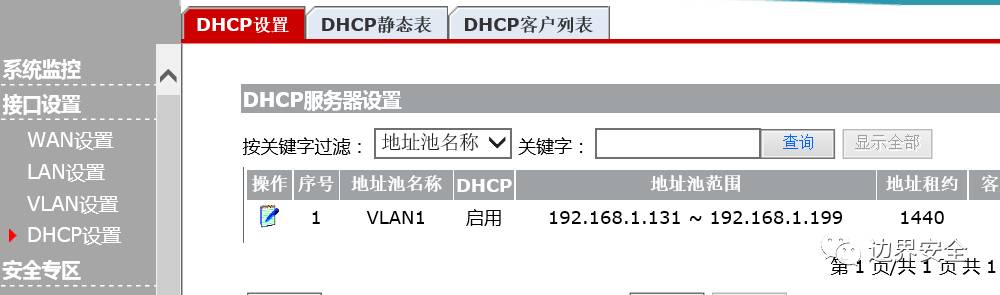 DHCP设置 DHCP静态表 DHCP客户列表
系统监控
接口设置
WAN设置
LAN设置
VLAN设置
DHCP设置
安全专区
DHCP服务器设置
按关键字过滤： 地址池名称 关键字： 查询 显示全部
操作 序号 地址池名称 DHCP 地址池范围 地址租约 客
1 VLAN1 启用 192.168.1.131 ~ 192.168.1.199 1440
第 1 页/共 1 页 共 1
边界安全